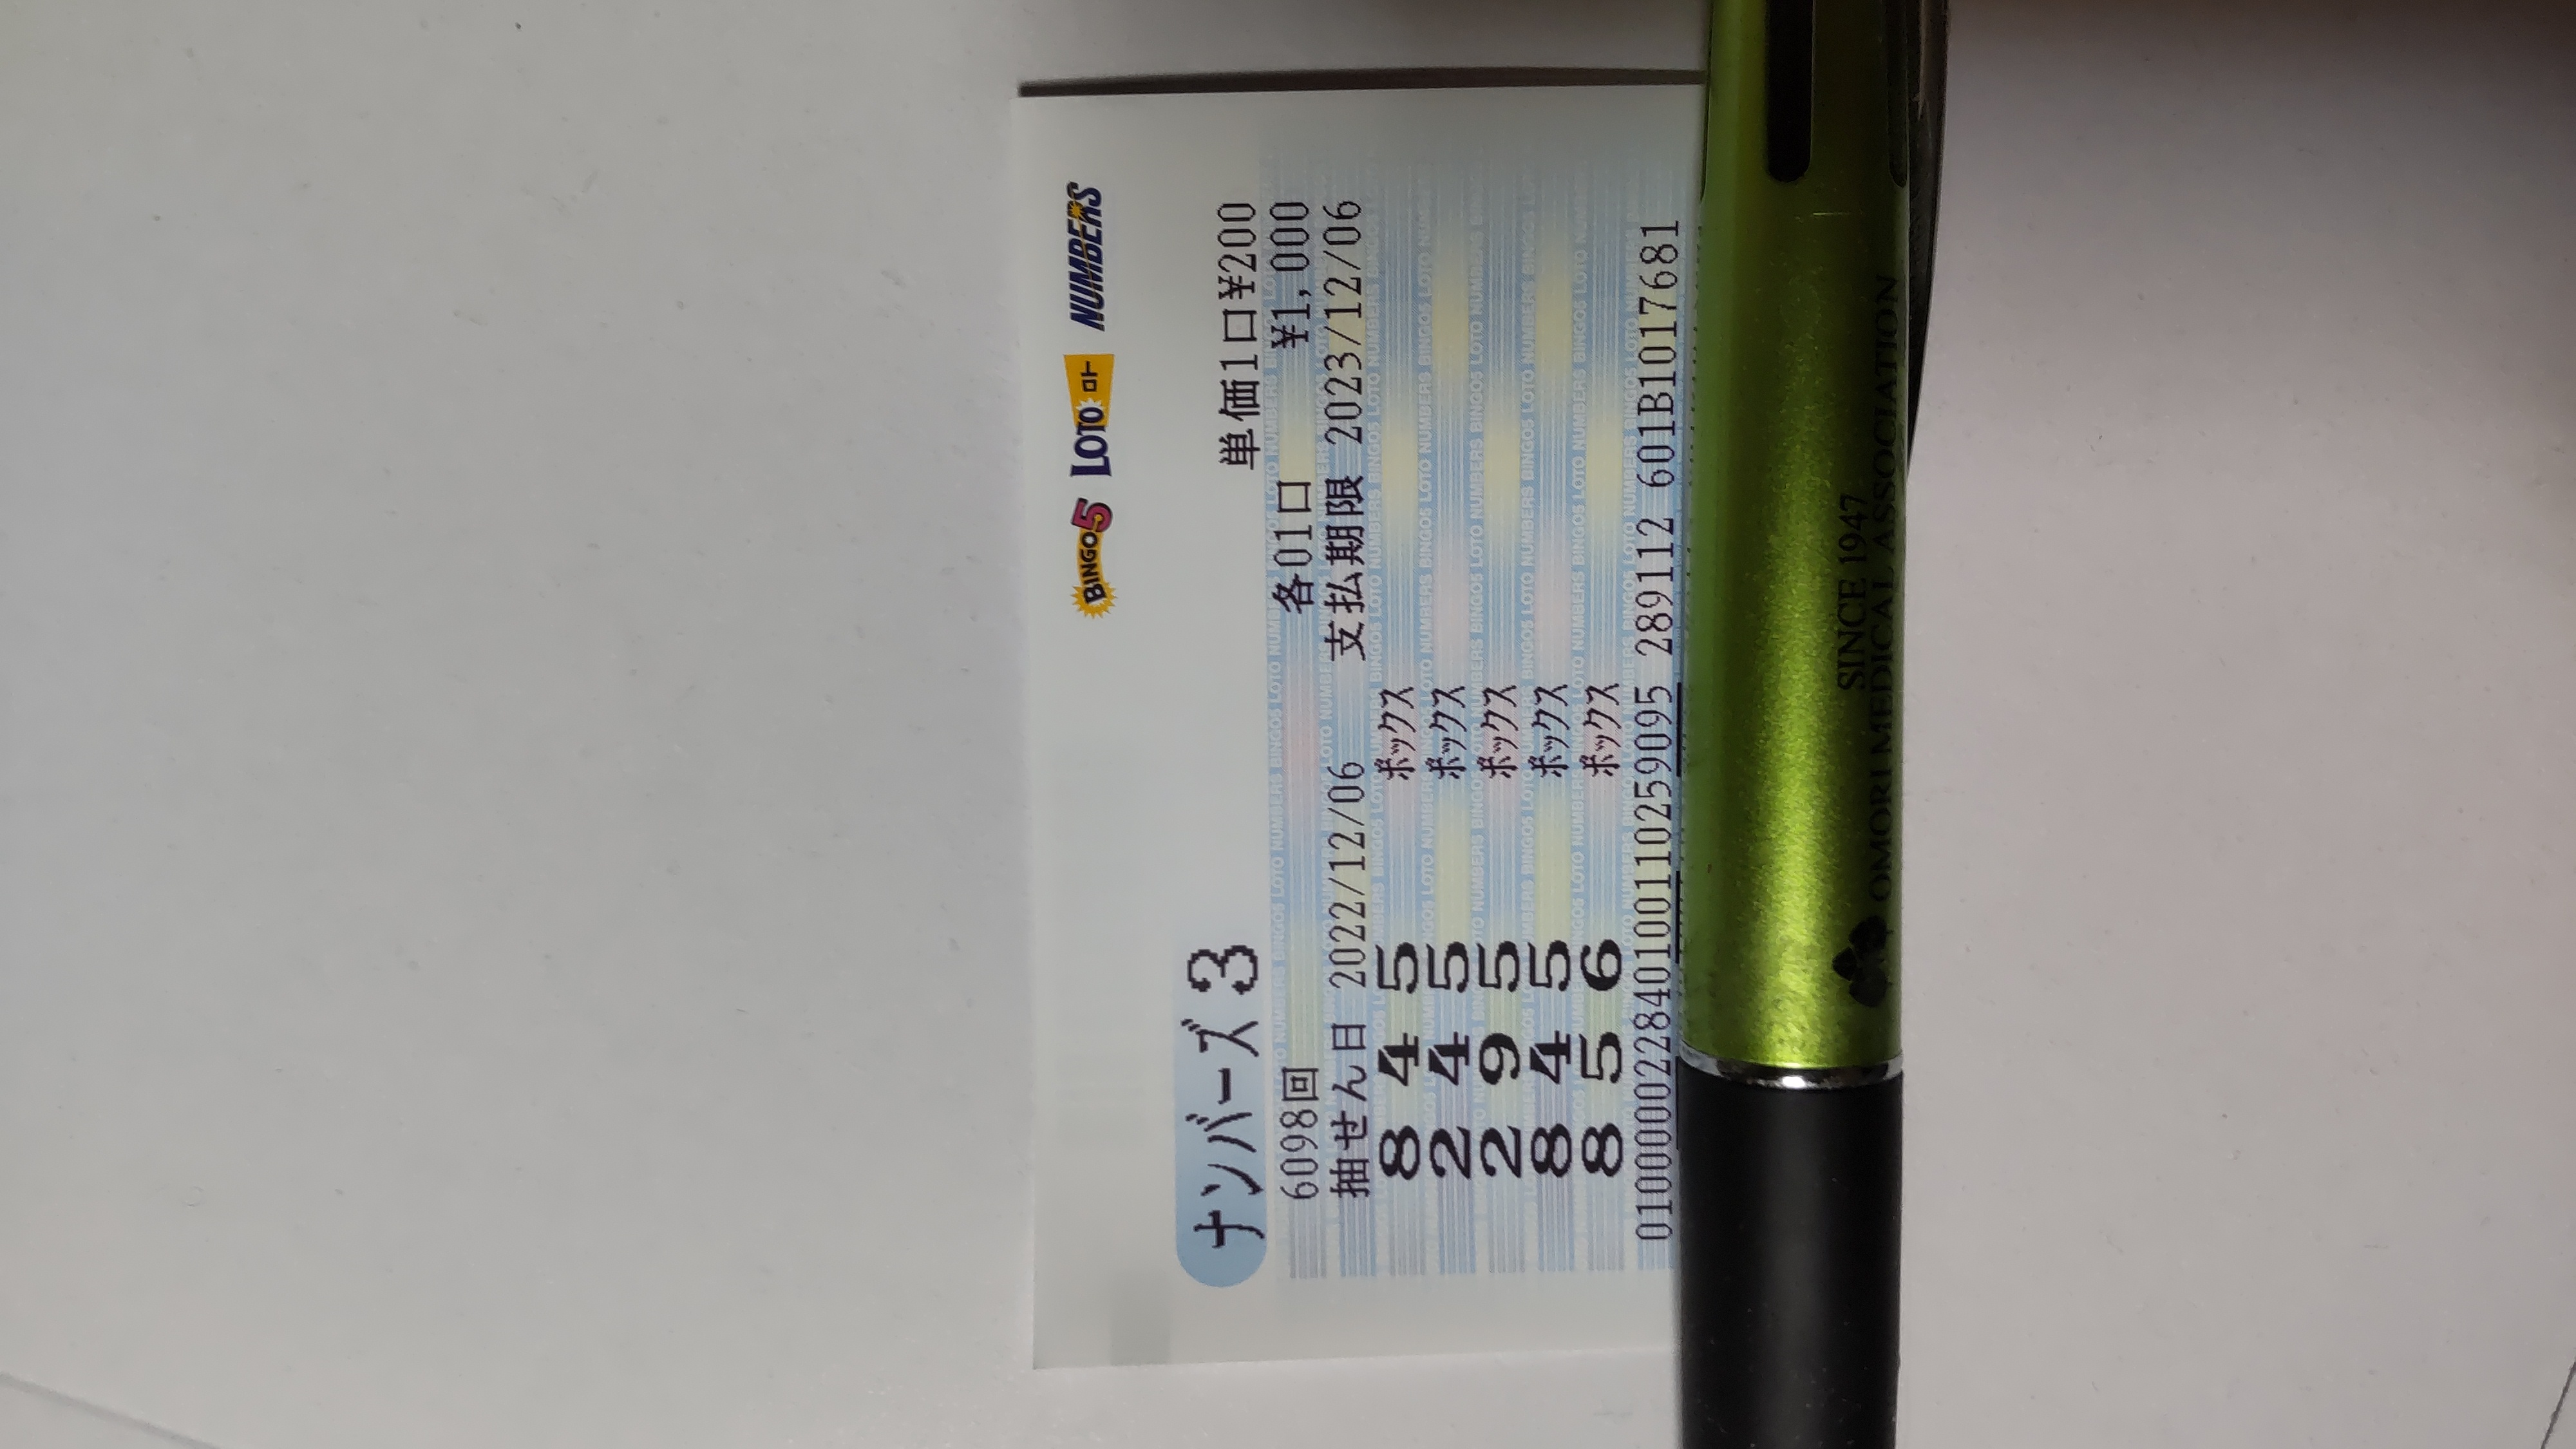 BINGO5 LOTO ロト NUMBERS
ナンバーズ3 単価1口¥200
6098回 各01口 ¥1,000
抽せん日 2022/12/06 支払期限 2023/12/06
8 4 5 ボックス
2 4 5 ボックス
2 9 5 ボックス
8 4 5 ボックス
8 5 6 ボックス
010000022840100110259095 289112 601B1017681
SINCE 1947
OMORI MEDICAL ASSOCIATION